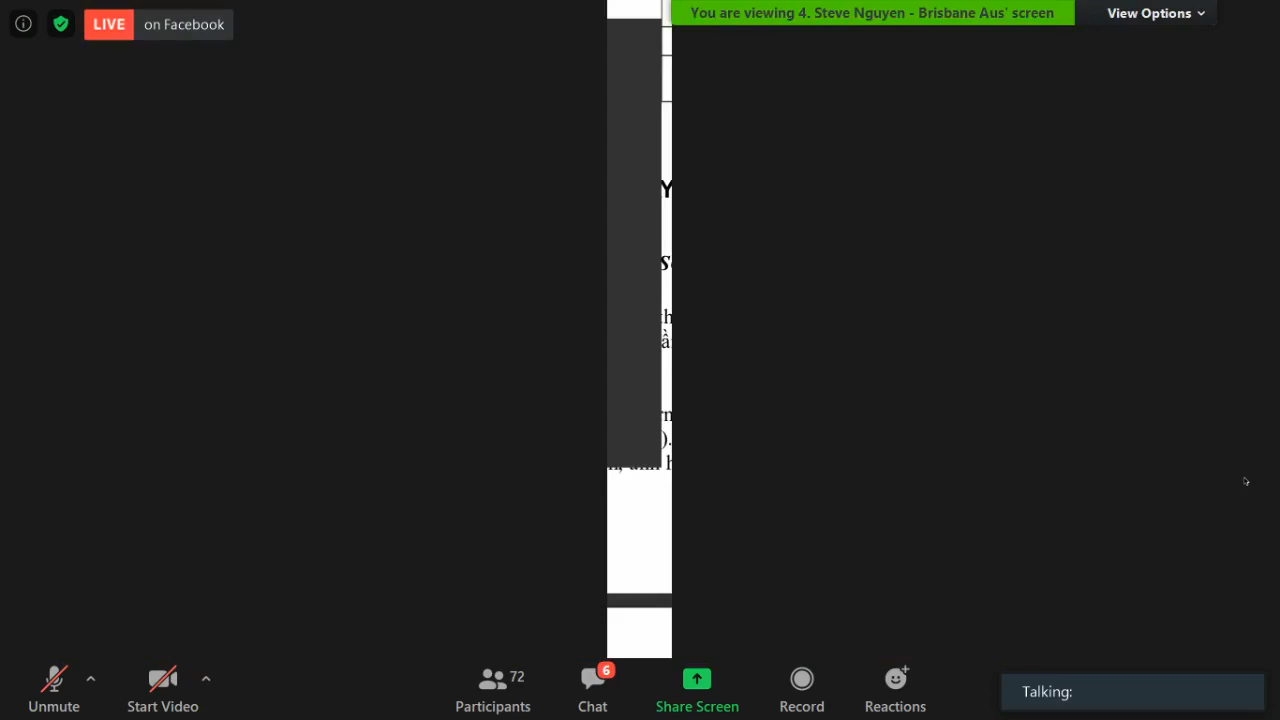 LIVE on Facebook
You are viewing 4. Steve Nguyen - Brisbane Aus' screen
View Options
Y
th
).
Unmute
Start Video
Participants
72
Chat
6
Share Screen
Record
Reactions
Talking: